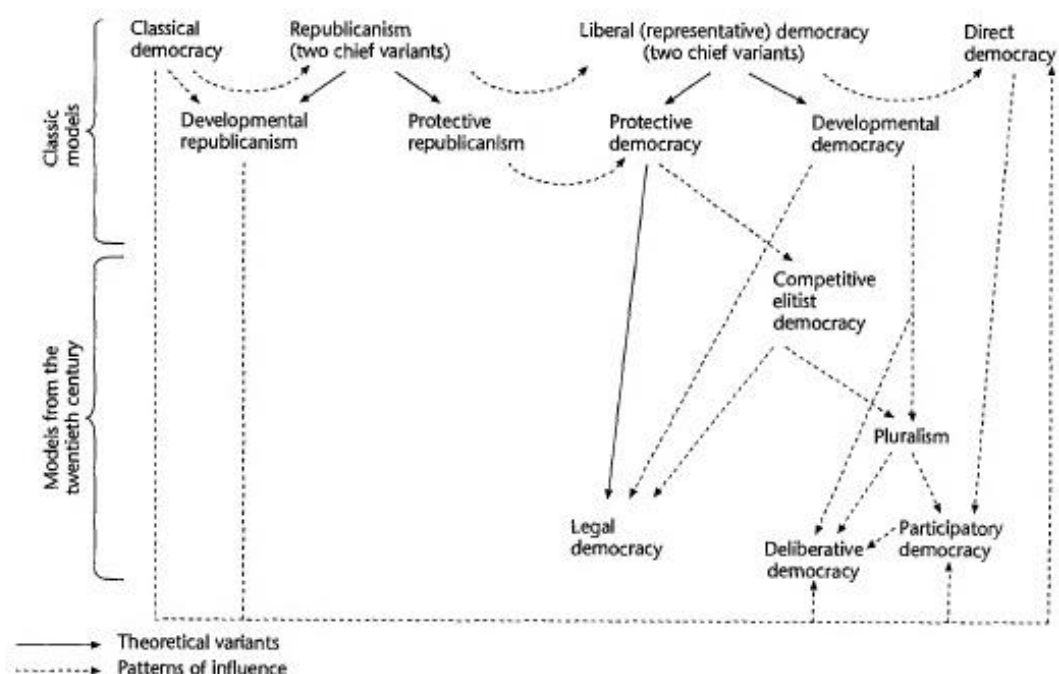 Classical
democracy
Republicanism
(two chief variants)
Liberal (representative) democracy
(two chief variants)
Direct
democracy
Developmental
republicanism
Protective
republicanism
Protective
democracy
Developmental
democracy
Classic
models
Competitive
elitist
democracy
Models from the
twentieth century
Pluralism
Legal
democracy
Deliberative
democracy
Participatory
democracy
Theoretical variants
Patterns of influence